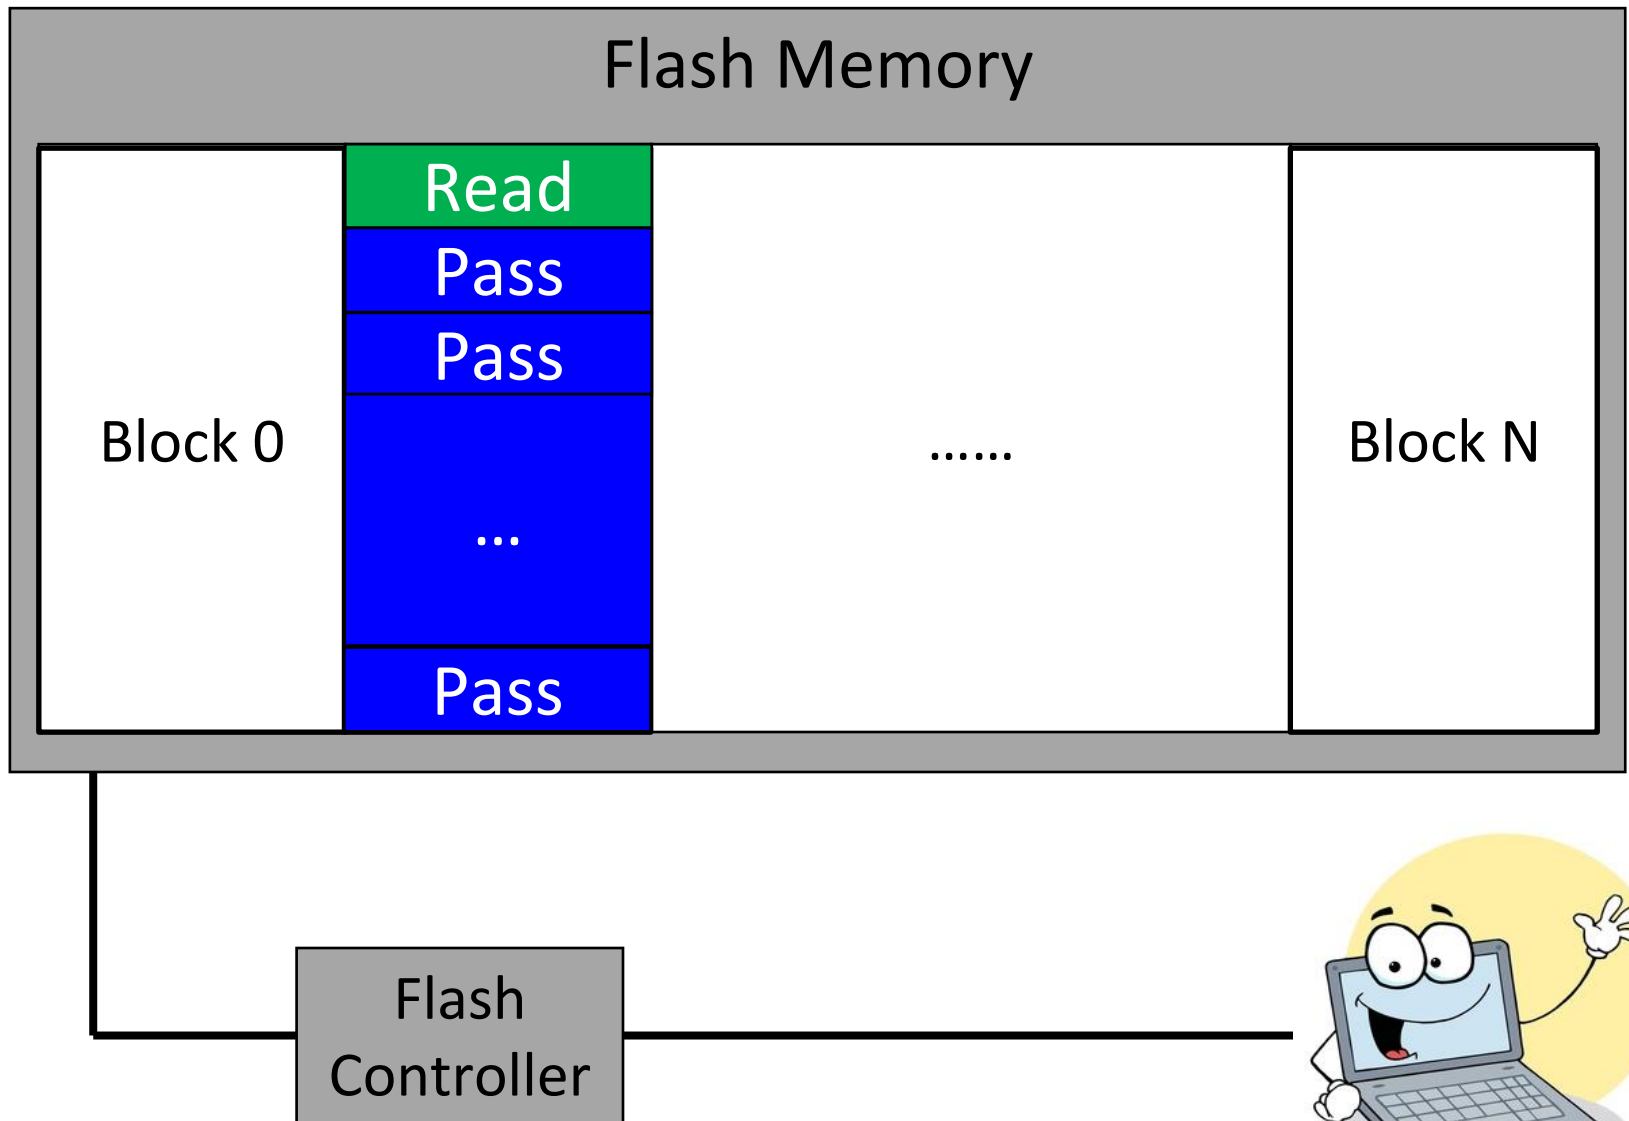 Flash Memory
Read
Pass
Pass
Block 0
……
Block N
…
Pass
Flash
Controller